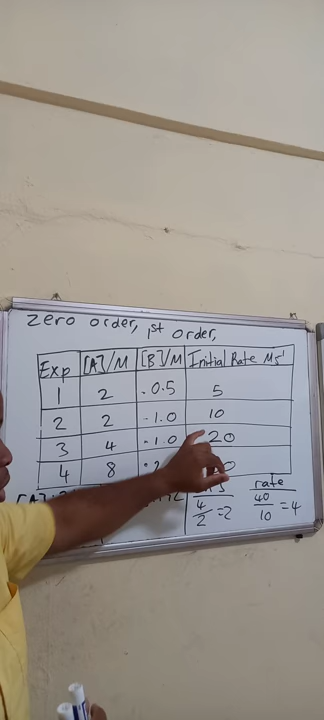 zero order, 1st order,
Exp [A]/M [B]/M Initial Rate Ms⁻¹
1 2 0.5 5
2 2 1.0 10
3 4 1.0 20
4 8
rate
4/2 =2 40/10 =4